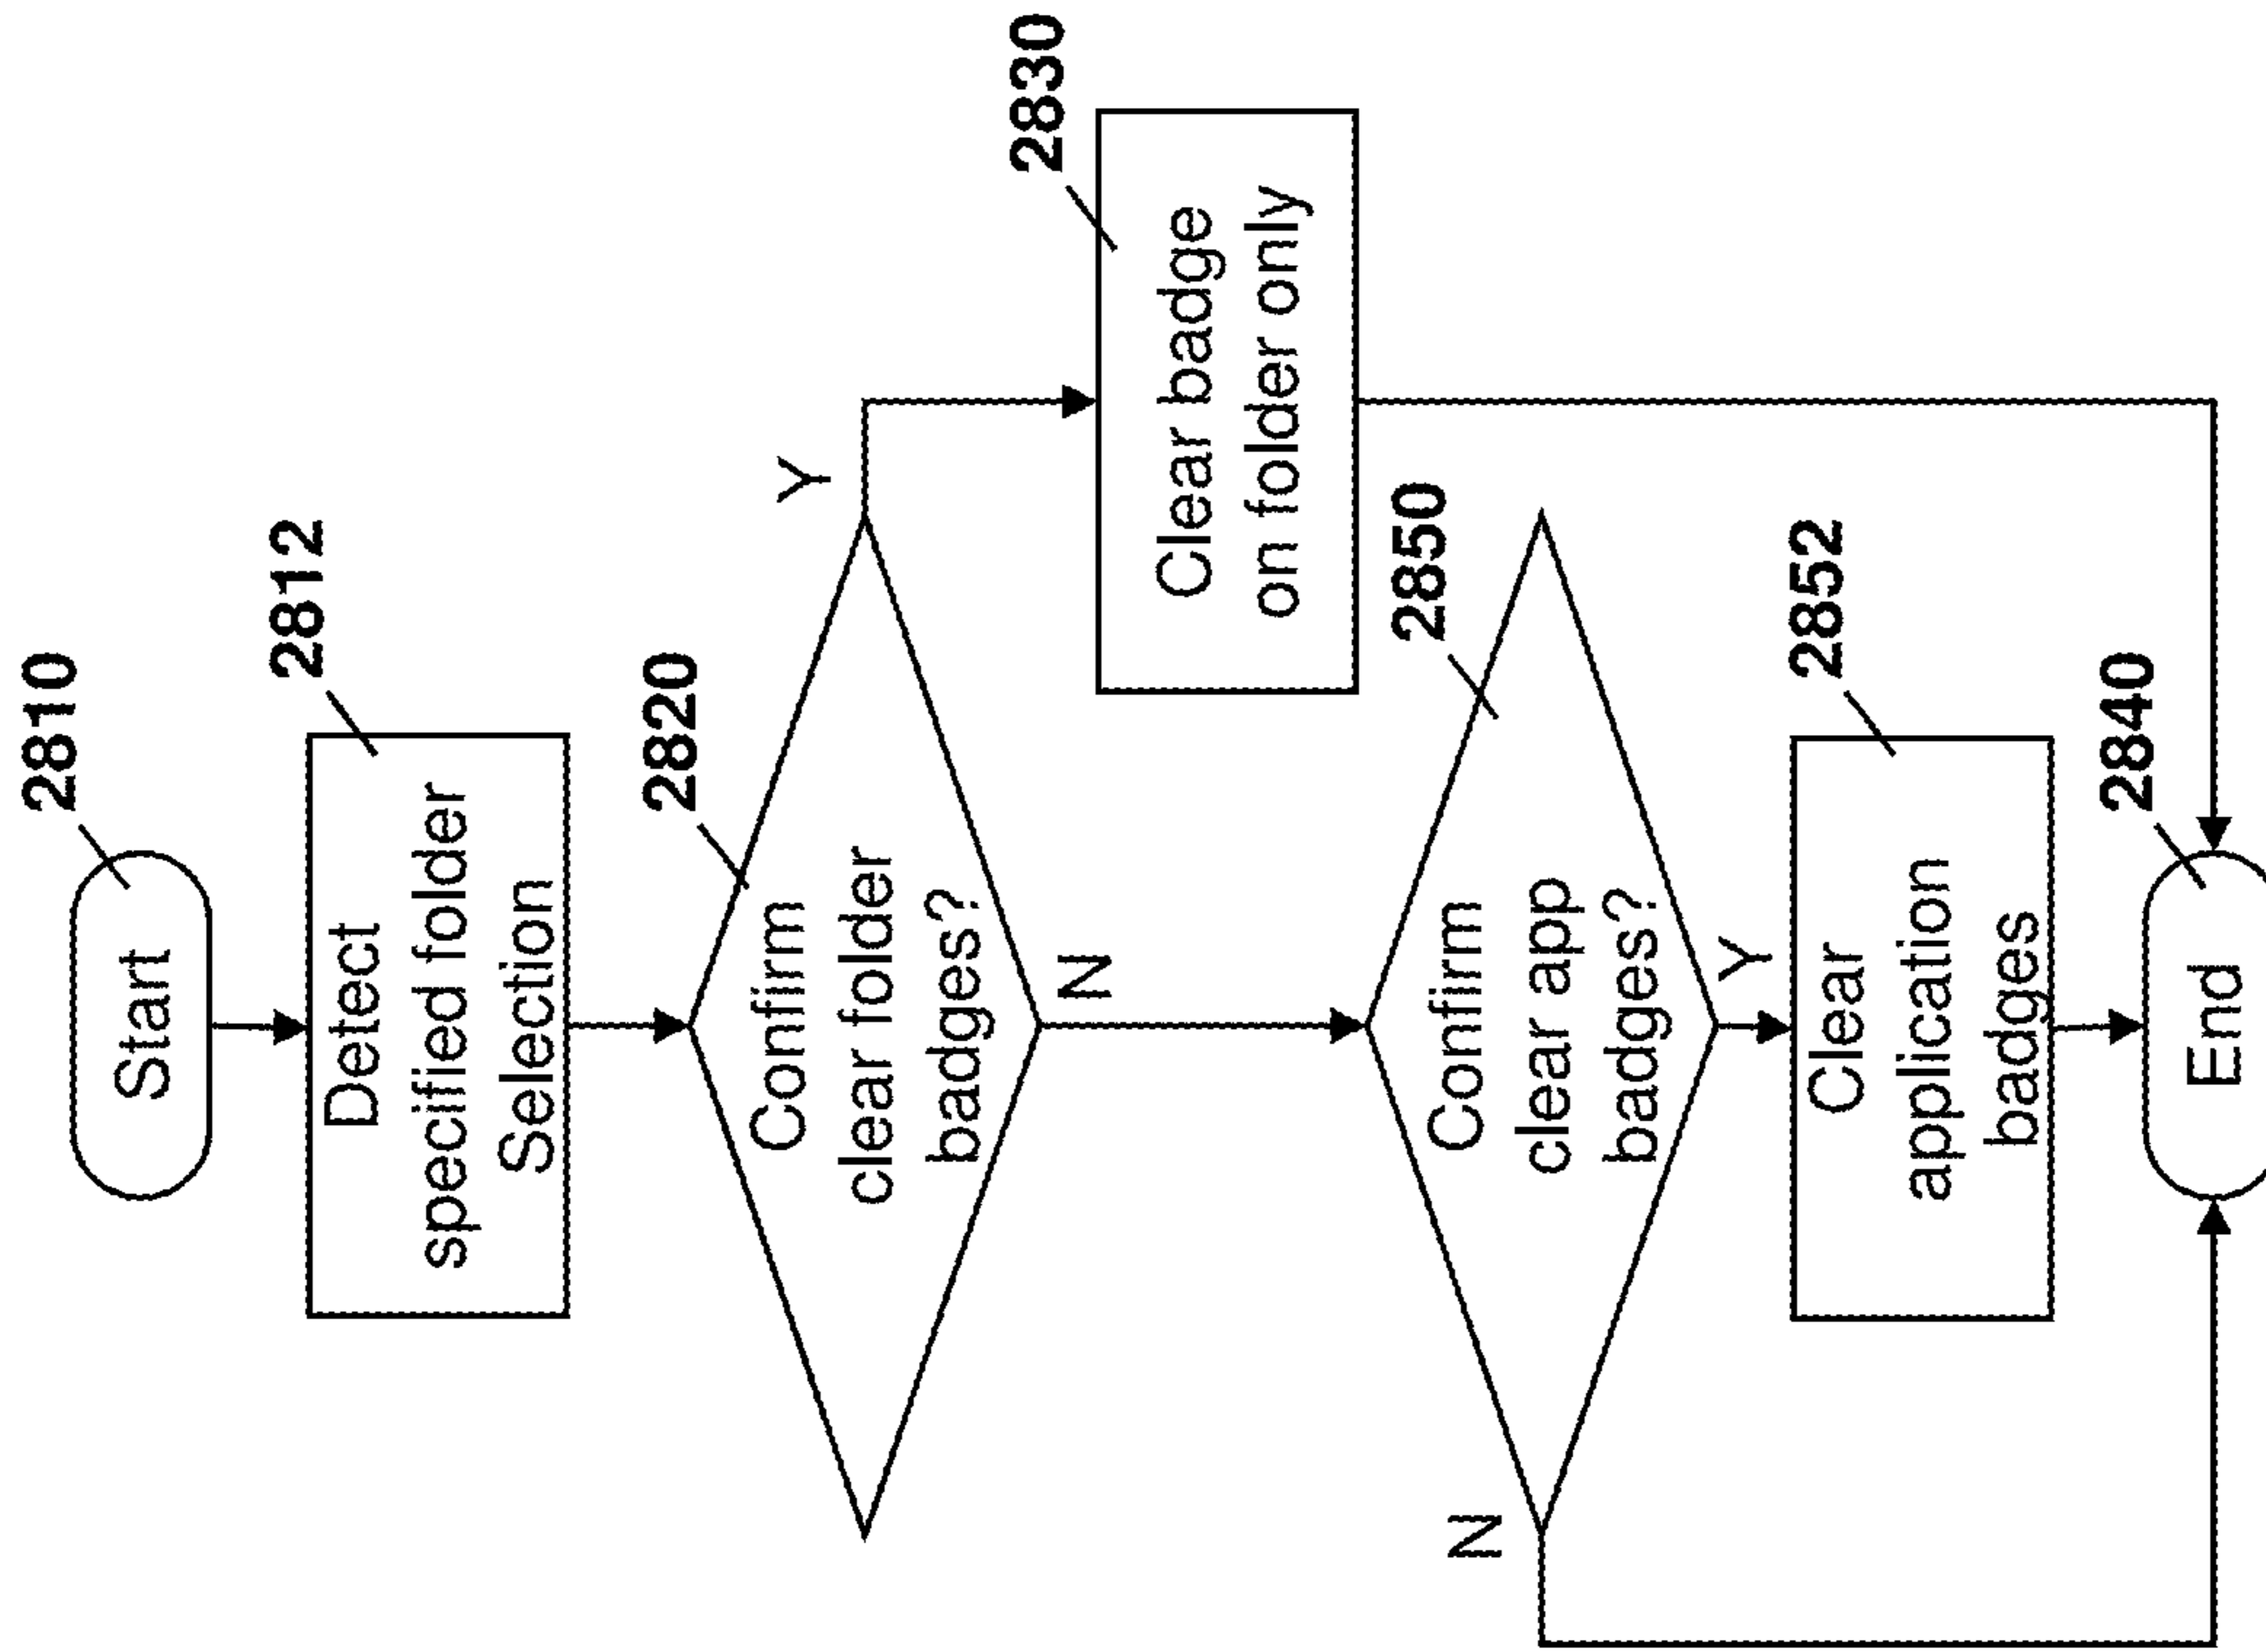 2810
Start
2812
Detect
specified folder
Selection
2820
Confirm
clear folder
badges?
Y
N
2830
Clear badge
on folder only
2850
Confirm
clear app
badges?
N
Y
2852
Clear
application
badges
2840
End